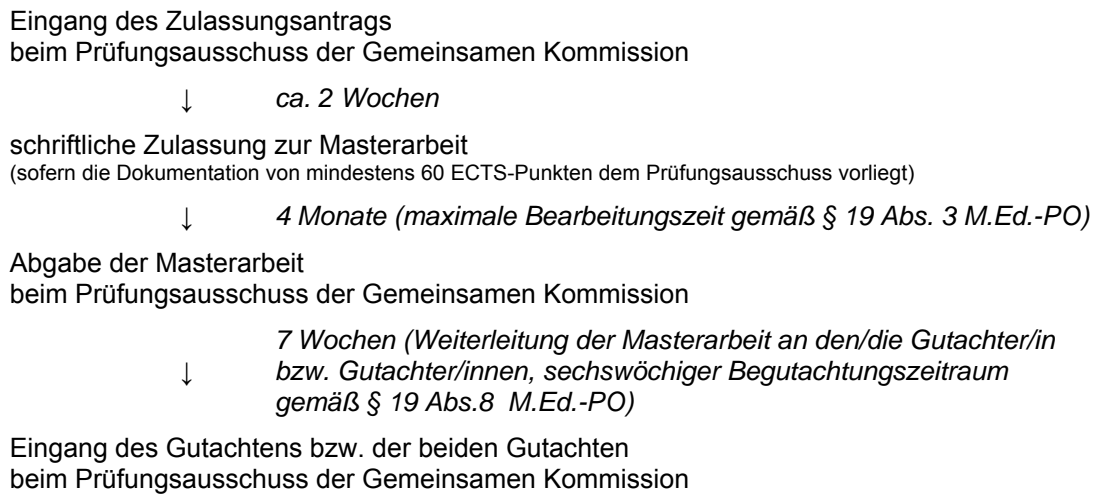 Eingang des Zulassungsantrags
beim Prüfungsausschuss der Gemeinsamen Kommission
↓ ca. 2 Wochen
schriftliche Zulassung zur Masterarbeit
(sofern die Dokumentation von mindestens 60 ECTS-Punkten dem Prüfungsausschuss vorliegt)
↓ 4 Monate (maximale Bearbeitungszeit gemäß § 19 Abs. 3 M.Ed.-PO)
Abgabe der Masterarbeit
beim Prüfungsausschuss der Gemeinsamen Kommission
7 Wochen (Weiterleitung der Masterarbeit an den/die Gutachter/in
↓ bzw. Gutachter/innen, sechswöchiger Begutachtungszeitraum
gemäß § 19 Abs.8 M.Ed.-PO)
Eingang des Gutachtens bzw. der beiden Gutachten
beim Prüfungsausschuss der Gemeinsamen Kommission